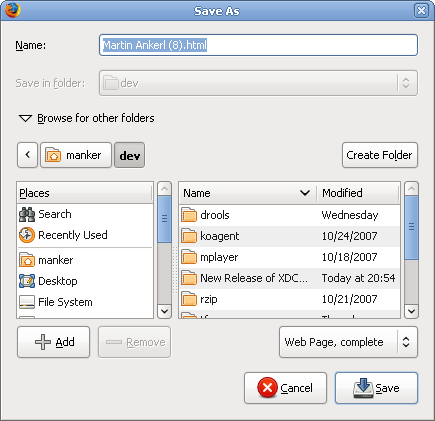 Save As
Name: Martin Ankerl (8).html
Save in folder: dev
Browse for other folders
manker dev Create Folder
Places Name Modified
Search drools Wednesday
Recently Used koagent 10/24/2007
manker mplayer 10/18/2007
Desktop New Release of XDC... Today at 20:54
File System rzip 10/21/2007
Add Remove Web Page, complete
Cancel Save